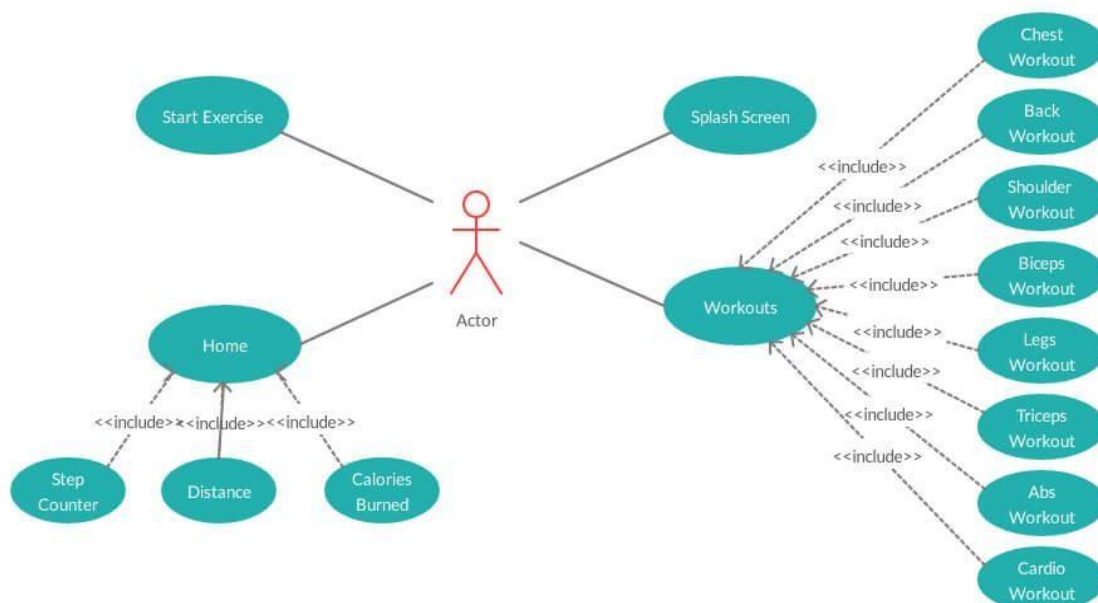 Chest
Workout
Start Exercise
Splash Screen
Back
Workout
<<include>>
Shoulder
Workout
<<include>>
<<include>>
Biceps
Workout
<<include>>
Workouts
Actor
Home
<<include>>
Legs
Workout
<<include>>
Triceps
Workout
<<include>>
<<include>>
<<include>>
<<include>>
<<include>>
Step
Counter
Distance
Calories
Burned
Abs
Workout
Cardio
Workout